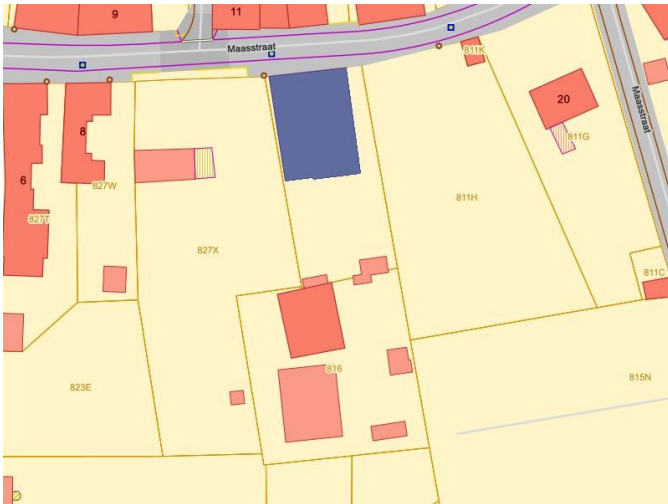 9
11
Maasstraat
811K
20
Maasstraat
811G
8
6
827W
827T
811H
827X
811C
816
815N
823E